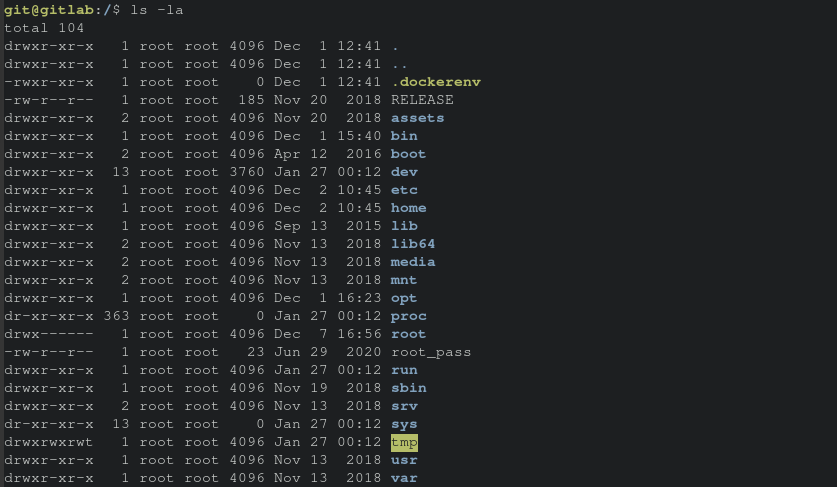 git@gitlab:/$ ls -la
total 104
drwxr-xr-x   1 root root 4096 Dec  1 12:41 .
drwxr-xr-x   1 root root 4096 Dec  1 12:41 ..
-rwxr-xr-x   1 root root    0 Dec  1 12:41 .dockerenv
-rw-r--r--   1 root root  185 Nov 20  2018 RELEASE
drwxr-xr-x   2 root root 4096 Nov 20  2018 assets
drwxr-xr-x   1 root root 4096 Dec  1 15:40 bin
drwxr-xr-x   2 root root 4096 Apr 12  2016 boot
drwxr-xr-x  13 root root 3760 Jan 27 00:12 dev
drwxr-xr-x   1 root root 4096 Dec  2 10:45 etc
drwxr-xr-x   1 root root 4096 Dec  2 10:45 home
drwxr-xr-x   1 root root 4096 Sep 13  2015 lib
drwxr-xr-x   2 root root 4096 Nov 13  2018 lib64
drwxr-xr-x   2 root root 4096 Nov 13  2018 media
drwxr-xr-x   2 root root 4096 Nov 13  2018 mnt
drwxr-xr-x   1 root root 4096 Dec  1 16:23 opt
dr-xr-xr-x 363 root root    0 Jan 27 00:12 proc
drwx------   1 root root 4096 Dec  7 16:56 root
-rw-r--r--   1 root root   23 Jun 29  2020 root_pass
drwxr-xr-x   1 root root 4096 Jan 27 00:12 run
drwxr-xr-x   1 root root 4096 Nov 19  2018 sbin
drwxr-xr-x   2 root root 4096 Nov 13  2018 srv
dr-xr-xr-x  13 root root    0 Jan 27 00:12 sys
drwxrwxrwt   1 root root 4096 Jan 27 00:12 tmp
drwxr-xr-x   1 root root 4096 Nov 13  2018 usr
drwxr-xr-x   1 root root 4096 Nov 13  2018 var